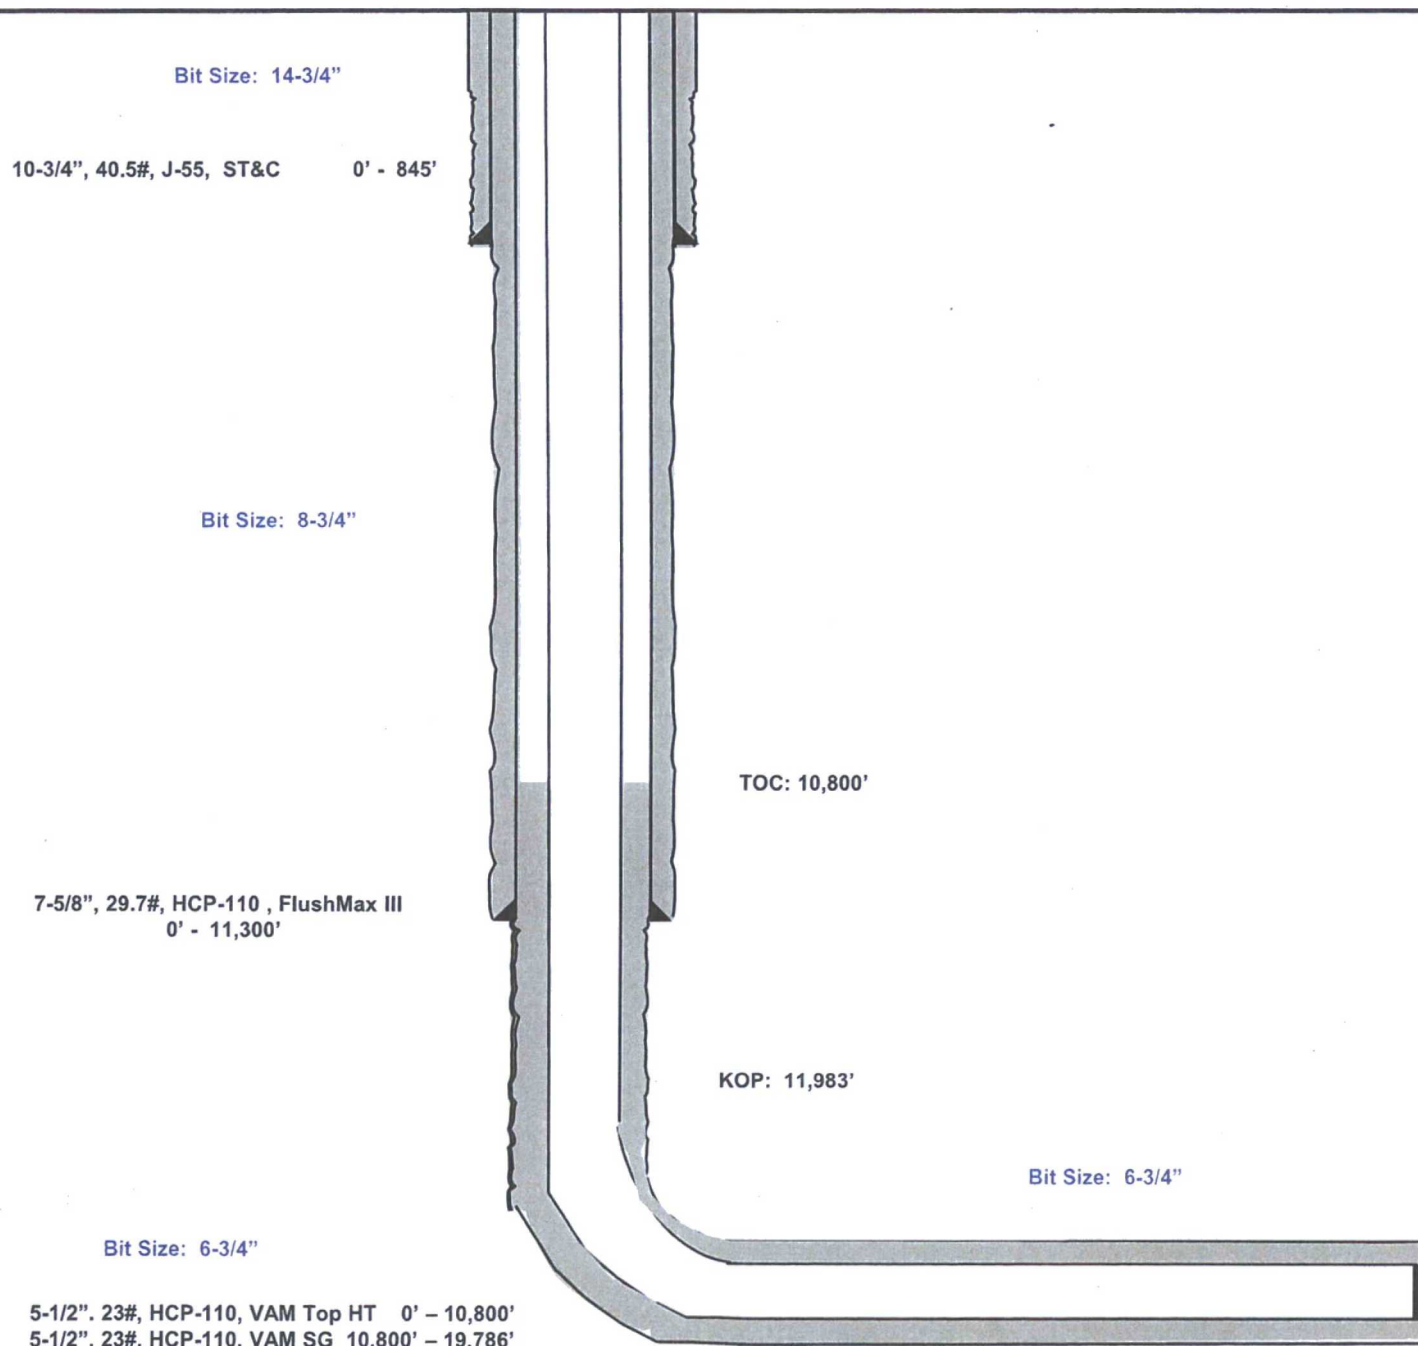 Bit Size: 14-3/4”
10-3/4”, 40.5#, J-55, ST&C 0’ - 845’
Bit Size: 8-3/4”
TOC: 10,800’
7-5/8”, 29.7#, HCP-110 , FlushMax III
0’ - 11,300’
KOP: 11,983’
Bit Size: 6-3/4”
Bit Size: 6-3/4”
5-1/2”. 23#, HCP-110, VAM Top HT 0’ – 10,800’
5-1/2”. 23#, HCP-110, VAM SG 10,800’ – 19,786’